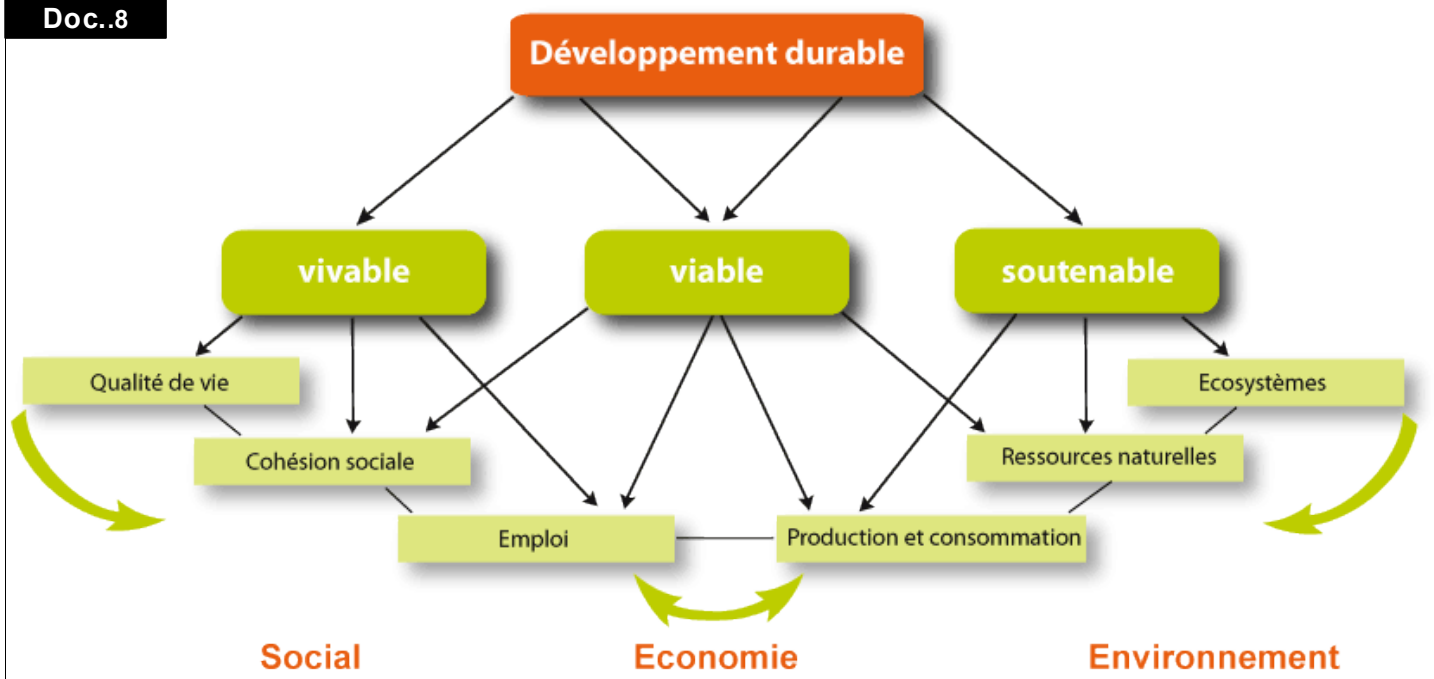 Doc..8
Développement durable
vivable
viable
soutenable
Qualité de vie
Ecosystèmes
Cohésion sociale
Ressources naturelles
Emploi
Production et consommation
Social
Economie
Environnement